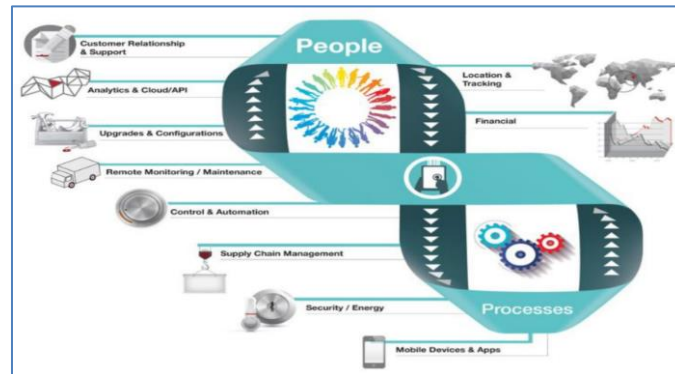 People
Customer Relationship
& Support
Location &
Tracking
Analytics & Cloud/API
Financial
Upgrades & Configurations
Remote Monitoring / Maintenance
Control & Automation
Supply Chain Management
Security / Energy
Processes
Mobile Devices & Apps